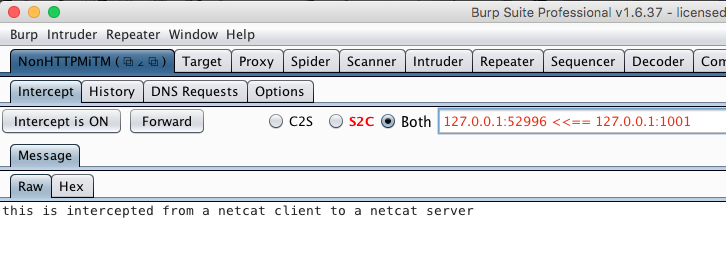 Burp Suite Professional v1.6.37 - licensed
Burp Intruder Repeater Window Help
NonHTTPMiTM ( ) Target Proxy Spider Scanner Intruder Repeater Sequencer Decoder Com
Intercept History DNS Requests Options
Intercept is ON Forward C2S S2C Both 127.0.0.1:52996 <<== 127.0.0.1:1001
Message
Raw Hex
this is intercepted from a netcat client to a netcat server